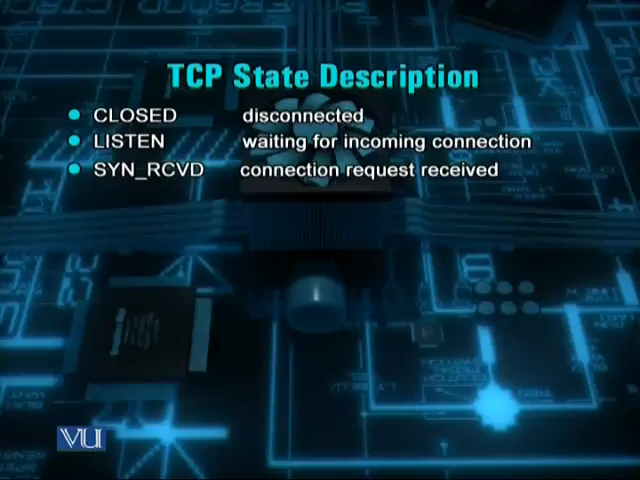 TCP State Description
CLOSED disconnected
LISTEN waiting for incoming connection
SYN_RCVD connection request received
VU